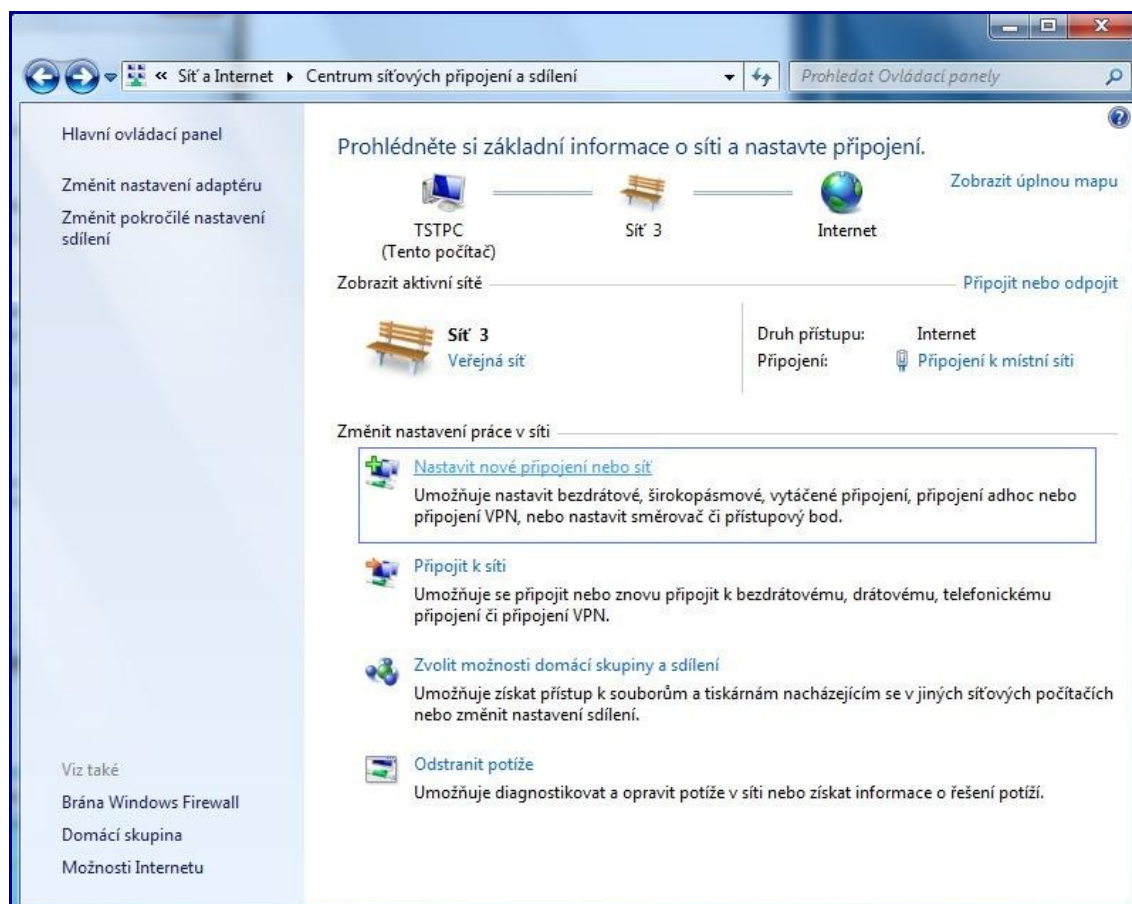 « Síť a Internet ▸ Centrum síťových připojení a sdílení
Prohledat Ovládací panely
Hlavní ovládací panel
Změnit nastavení adaptéru
Změnit pokročilé nastavení
sdílení
Prohlédněte si základní informace o síti a nastavte připojení.
Zobrazit úplnou mapu
TSTPC
(Tento počítač)
Síť 3
Internet
Zobrazit aktivní sítě
Připojit nebo odpojit
Síť 3
Veřejná síť
Druh přístupu: Internet
Připojení: Připojení k místní síti
Změnit nastavení práce v síti
Nastavit nové připojení nebo síť
Umožňuje nastavit bezdrátové, širokopásmové, vytáčené připojení, připojení adhoc nebo
připojení VPN, nebo nastavit směrovač či přístupový bod.
Připojit k síti
Umožňuje se připojit nebo znovu připojit k bezdrátovému, drátovému, telefonickému
připojení či připojení VPN.
Zvolit možnosti domácí skupiny a sdílení
Umožňuje získat přístup k souborům a tiskárnám nacházejícím se v jiných síťových počítačích
nebo změnit nastavení sdílení.
Odstranit potíže
Umožňuje diagnostikovat a opravit potíže v síti nebo získat informace o řešení potíží.
Viz také
Brána Windows Firewall
Domácí skupina
Možnosti Internetu